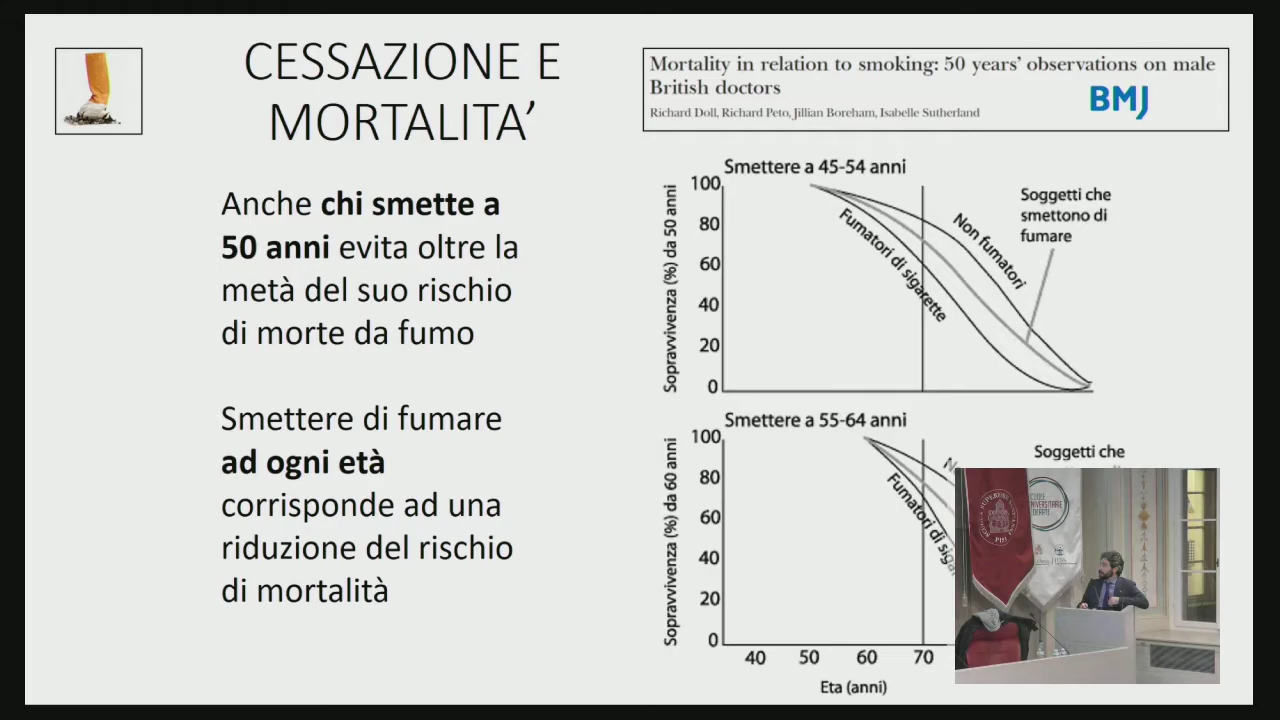 CESSAZIONE E
MORTALITA’
Anche chi smette a
50 anni evita oltre la
metà del suo rischio
di morte da fumo
Smettere di fumare
ad ogni età
corrisponde ad una
riduzione del rischio
di mortalità
Mortality in relation to smoking: 50 years’ observations on male
British doctors
Richard Doll, Richard Peto, Jillian Boreham, Isabelle Sutherland
BMJ
Smettere a 45-54 anni
Sopravvivenza (%) da 50 anni
100
80
60
40
20
0
Fumatori di sigarette
Non fumatori
Soggetti che
smettono di
fumare
Smettere a 55-64 anni
Sopravvivenza (%) da 60 anni
100
80
60
40
20
0
Fumatori di
Soggetti che
40 50 60 70
Eta (anni)
PISA